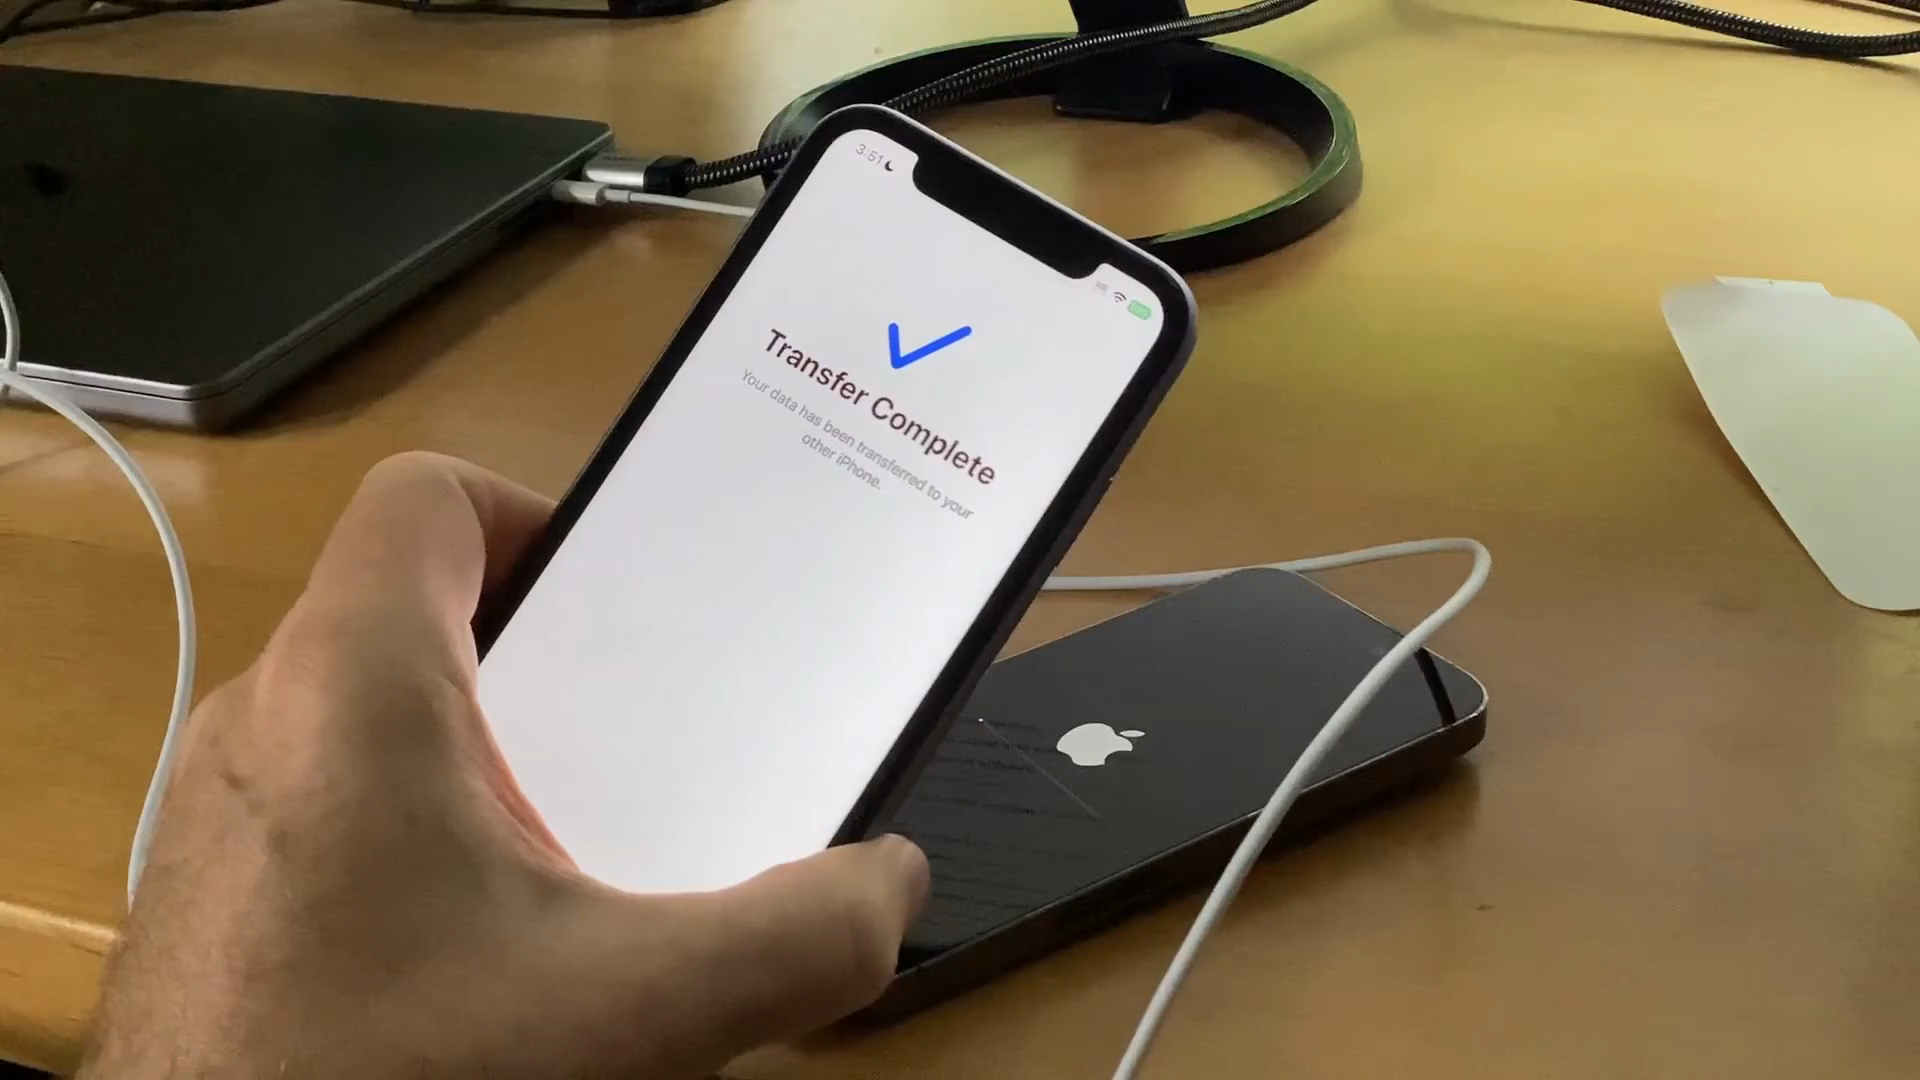 3:51
Transfer Complete
Your data has been transferred to your
other iPhone.